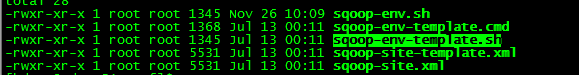 total 28
-rwxr-xr-x 1 root root 1345 Nov 26 10:09 sqoop-env.sh
-rwxr-xr-x 1 root root 1368 Jul 13 00:11 sqoop-env-template.cmd
-rwxr-xr-x 1 root root 1345 Jul 13 00:11 sqoop-env-template.sh
-rwxr-xr-x 1 root root 5531 Jul 13 00:11 sqoop-site-template.xml
-rwxr-xr-x 1 root root 5531 Jul 13 00:11 sqoop-site.xml